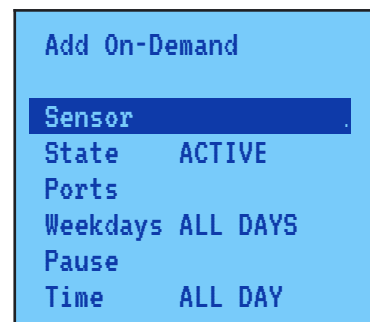 Add On-Demand
Sensor .
State ACTIVE
Ports
Weekdays ALL DAYS
Pause
Time ALL DAY